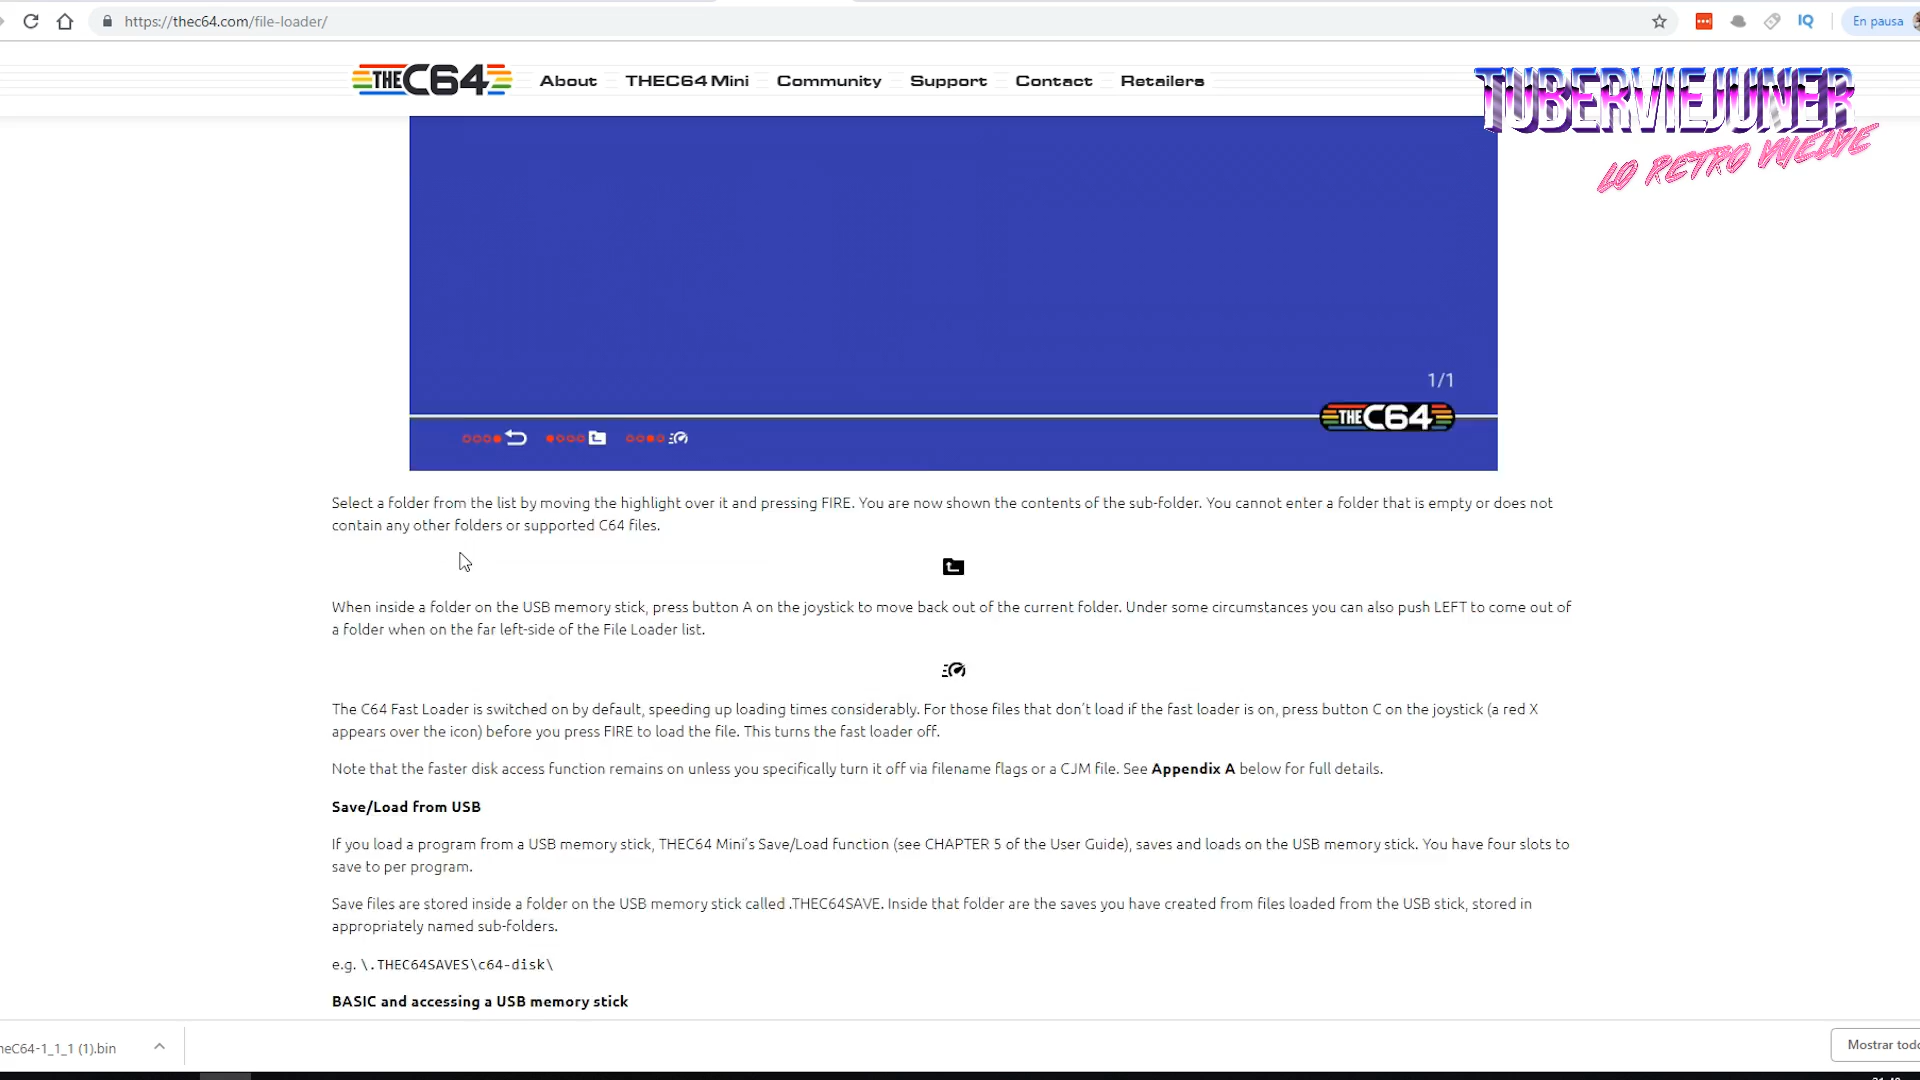 https://thec64.com/file-loader/
IQ
En pausa
THEC64
About
THEC64 Mini
Community
Support
Contact
Retailers
TUBERVIEJUNER
LO RETRO VUELVE
1/1
THEC64
Select a folder from the list by moving the highlight over it and pressing FIRE. You are now shown the contents of the sub-folder. You cannot enter a folder that is empty or does not
contain any other folders or supported C64 files.
When inside a folder on the USB memory stick, press button A on the joystick to move back out of the current folder. Under some circumstances you can also push LEFT to come out of
a folder when on the far left-side of the File Loader list.
The C64 Fast Loader is switched on by default, speeding up loading times considerably. For those files that don't load if the fast loader is on, press button C on the joystick (a red X
appears over the icon) before you press FIRE to load the file. This turns the fast loader off.
Note that the faster disk access function remains on unless you specifically turn it off via filename flags or a CJM file. See Appendix A below for full details.
Save/Load from USB
If you load a program from a USB memory stick, THEC64 Mini's Save/Load function (see CHAPTER 5 of the User Guide), saves and loads on the USB memory stick. You have four slots to
save to per program.
Save files are stored inside a folder on the USB memory stick called .THEC64SAVE. Inside that folder are the saves you have created from files loaded from the USB stick, stored in
appropriately named sub-folders.
e.g. \.THEC64SAVES\c64-disk\
BASIC and accessing a USB memory stick
heC64-1_1_1 (1).bin
Mostrar todo